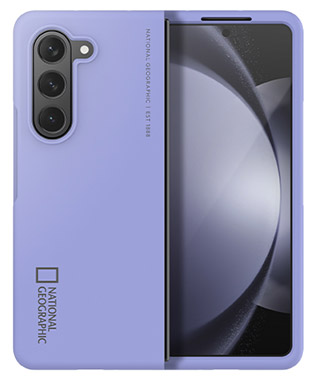 NATIONAL GEOGRAPHIC | EST 1888
NATIONAL
GEOGRAPHIC